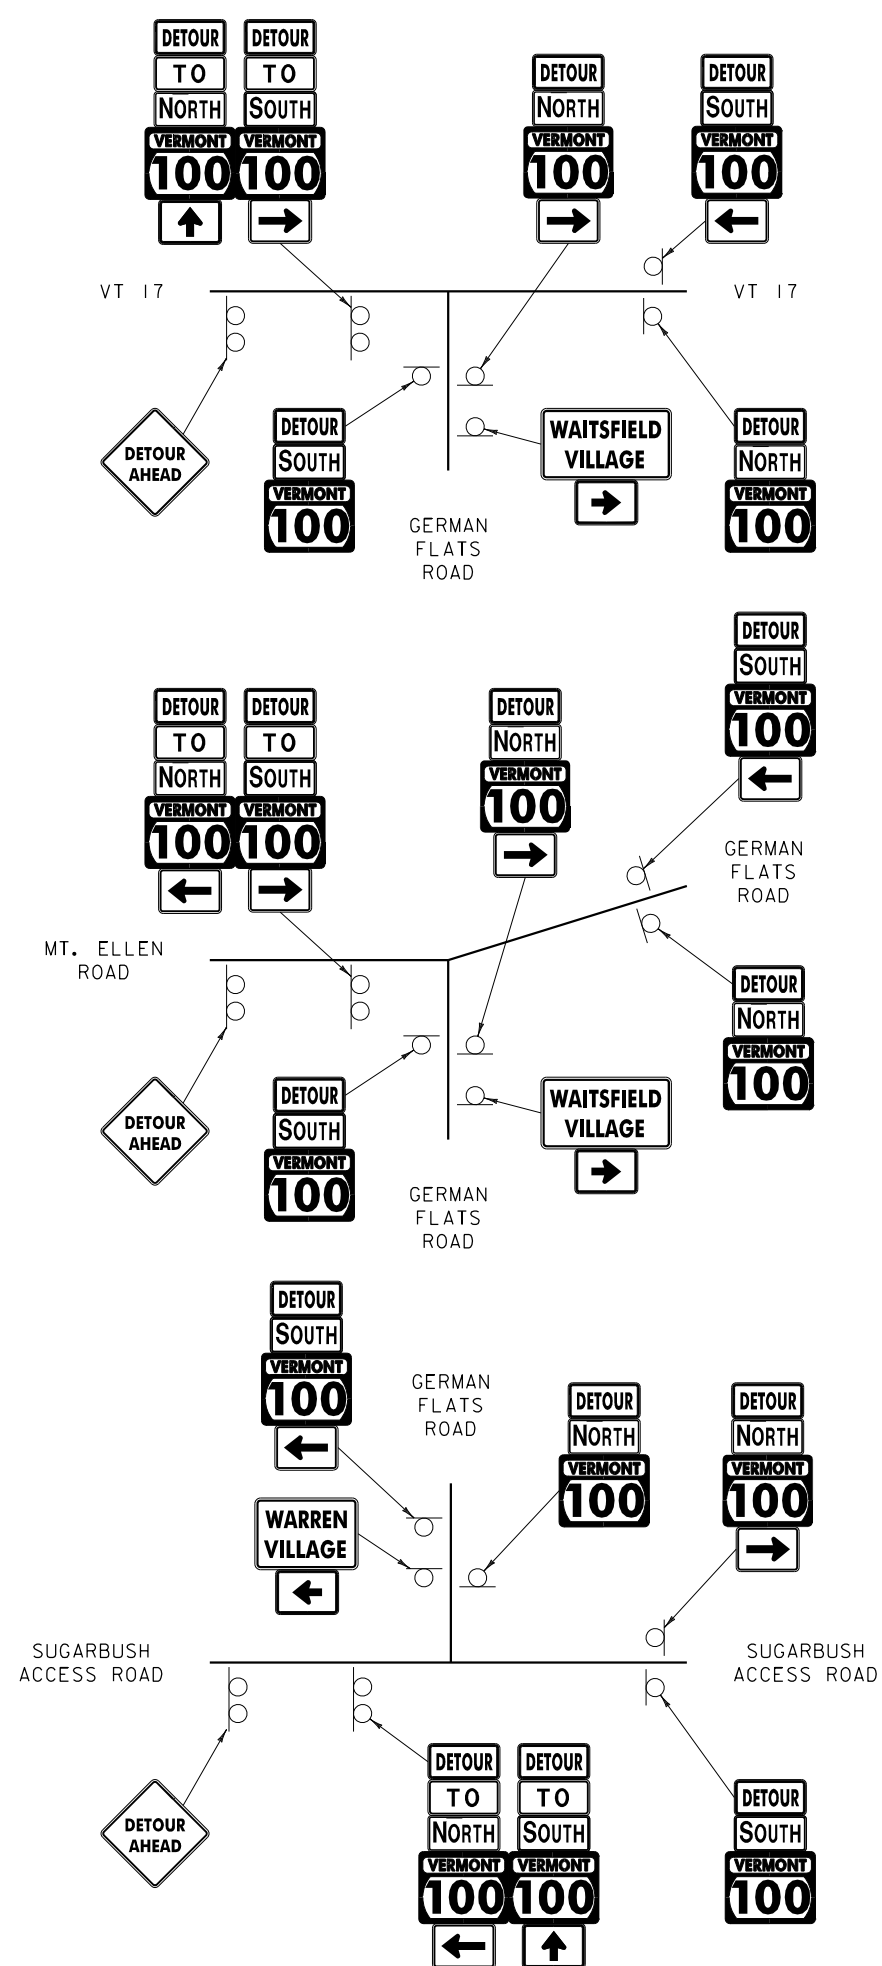 DETOUR
TO
NORTH
VERMONT
100
DETOUR
TO
SOUTH
VERMONT
100
DETOUR
NORTH
VERMONT
100
DETOUR
SOUTH
VERMONT
100
VT 17
VT 17
DETOUR
AHEAD
DETOUR
SOUTH
VERMONT
100
WAITSFIELD
VILLAGE
DETOUR
NORTH
VERMONT
100
GERMAN
FLATS
ROAD
DETOUR
SOUTH
VERMONT
100
DETOUR
TO
NORTH
VERMONT
100
DETOUR
TO
SOUTH
VERMONT
100
DETOUR
NORTH
VERMONT
100
GERMAN
FLATS
ROAD
MT. ELLEN
ROAD
DETOUR
NORTH
VERMONT
100
DETOUR
AHEAD
DETOUR
SOUTH
VERMONT
100
WAITSFIELD
VILLAGE
GERMAN
FLATS
ROAD
DETOUR
SOUTH
VERMONT
100
GERMAN
FLATS
ROAD
DETOUR
NORTH
VERMONT
100
DETOUR
NORTH
VERMONT
100
WARREN
VILLAGE
SUGARBUSH
ACCESS ROAD
SUGARBUSH
ACCESS ROAD
DETOUR
AHEAD
DETOUR
TO
NORTH
VERMONT
100
DETOUR
TO
SOUTH
VERMONT
100
DETOUR
SOUTH
VERMONT
100